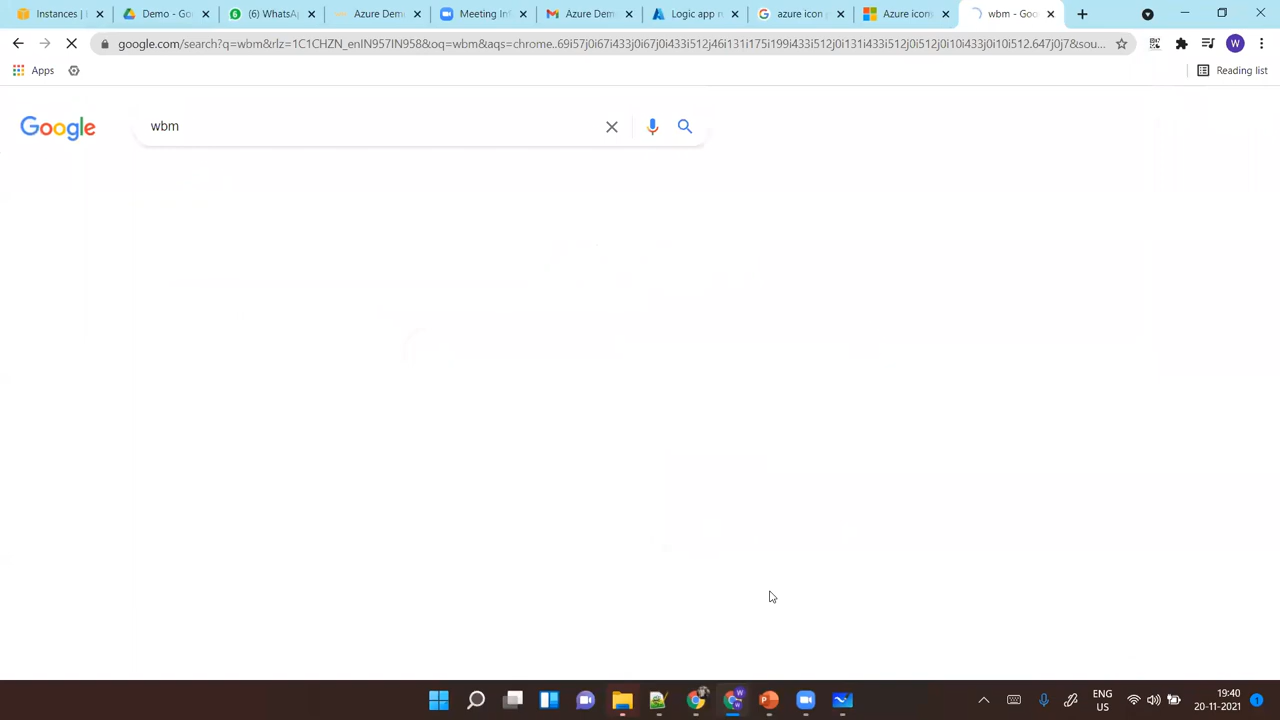 Instances | 
Demo - Go
(6) WhatsA
Azure Dem
Meeting In
Azure Dem
Logic app
azure icon
Azure icon
wbm - Goo
google.com/search?q=wbm&rlz=1C1CHZN_enIN957IN958&oq=wbm&aqs=chrome..69i57j0i67i433j0i67j0i433i512j46i131i175i199i433i512j0i131i433i512j0i512j0i10i433j0i10i512.647j0j7&sou...
Apps
Reading list
Google
wbm
ENG
US
19:40
20-11-2021